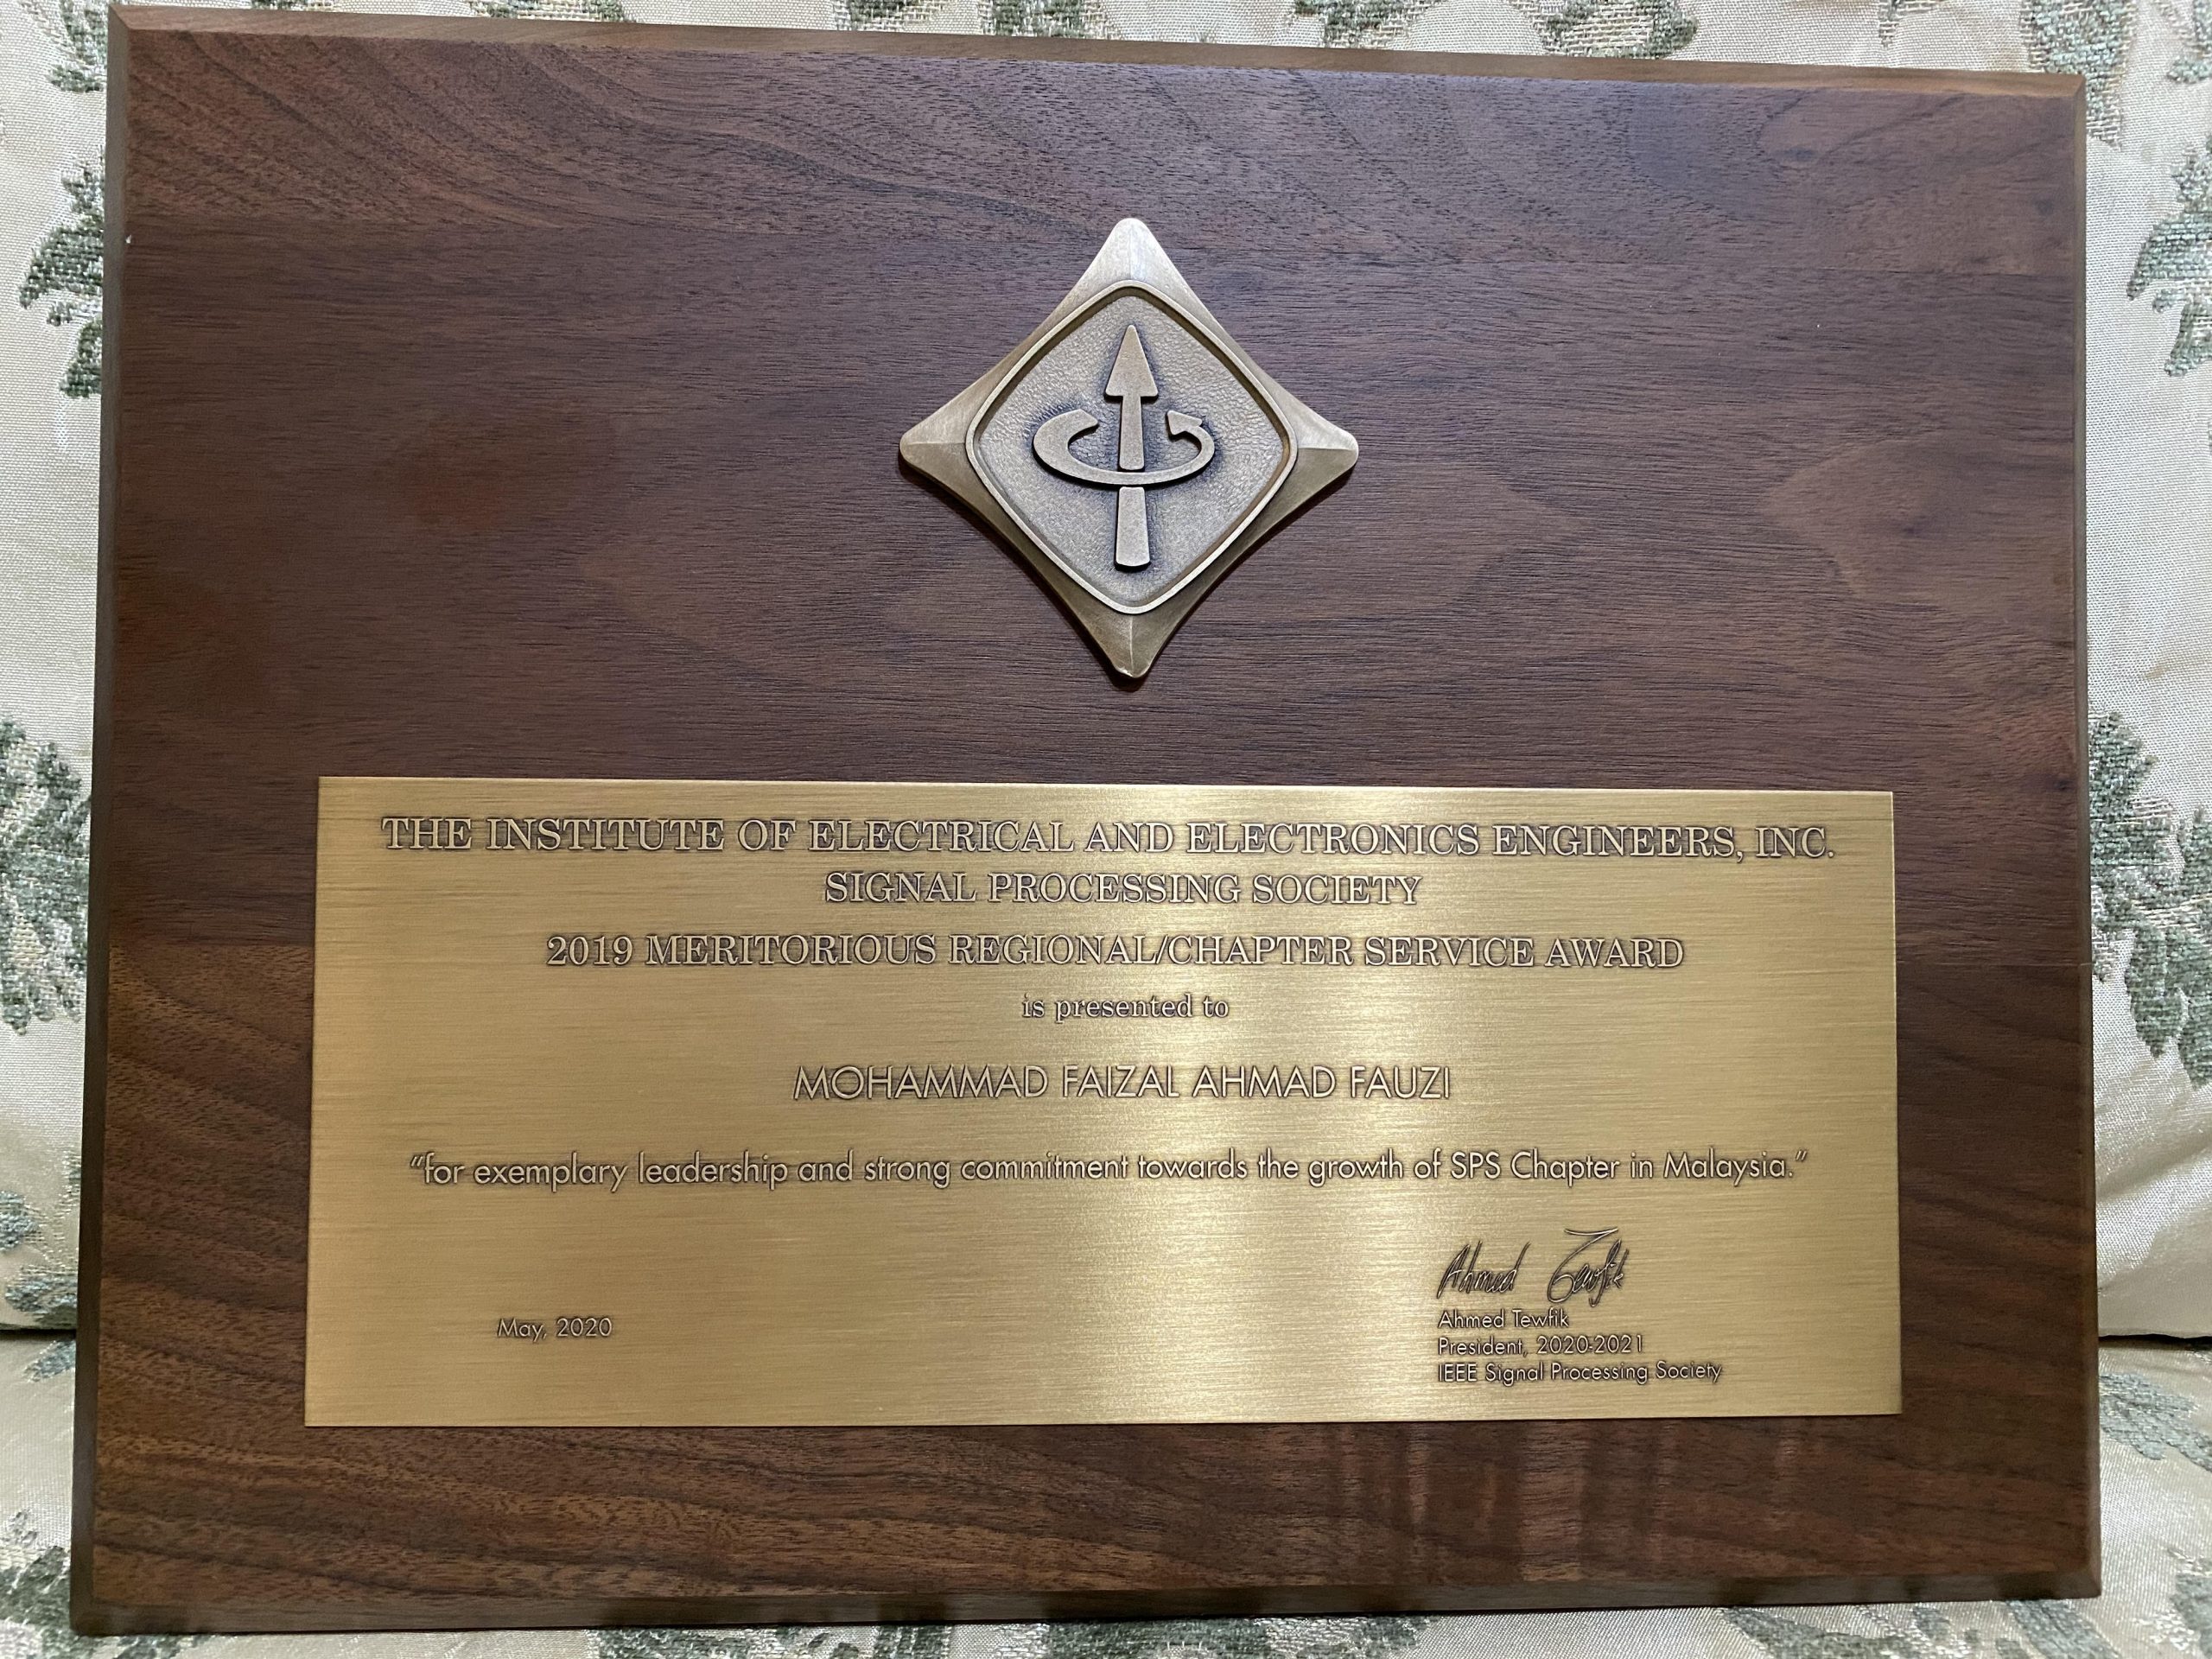 THE INSTITUTE OF ELECTRICAL AND ELECTRONICS ENGINEERS, INC.
SIGNAL PROCESSING SOCIETY
2019 MERITORIOUS REGIONAL/CHAPTER SERVICE AWARD
is presented to
MOHAMMAD FAIZAL AHMAD FAUZI
“for exemplary leadership and strong commitment towards the growth of SPS Chapter in Malaysia.”
Ahmed Tewfik
May, 2020
Ahmed Tewfik
President, 2020-2021
IEEE Signal Processing Society